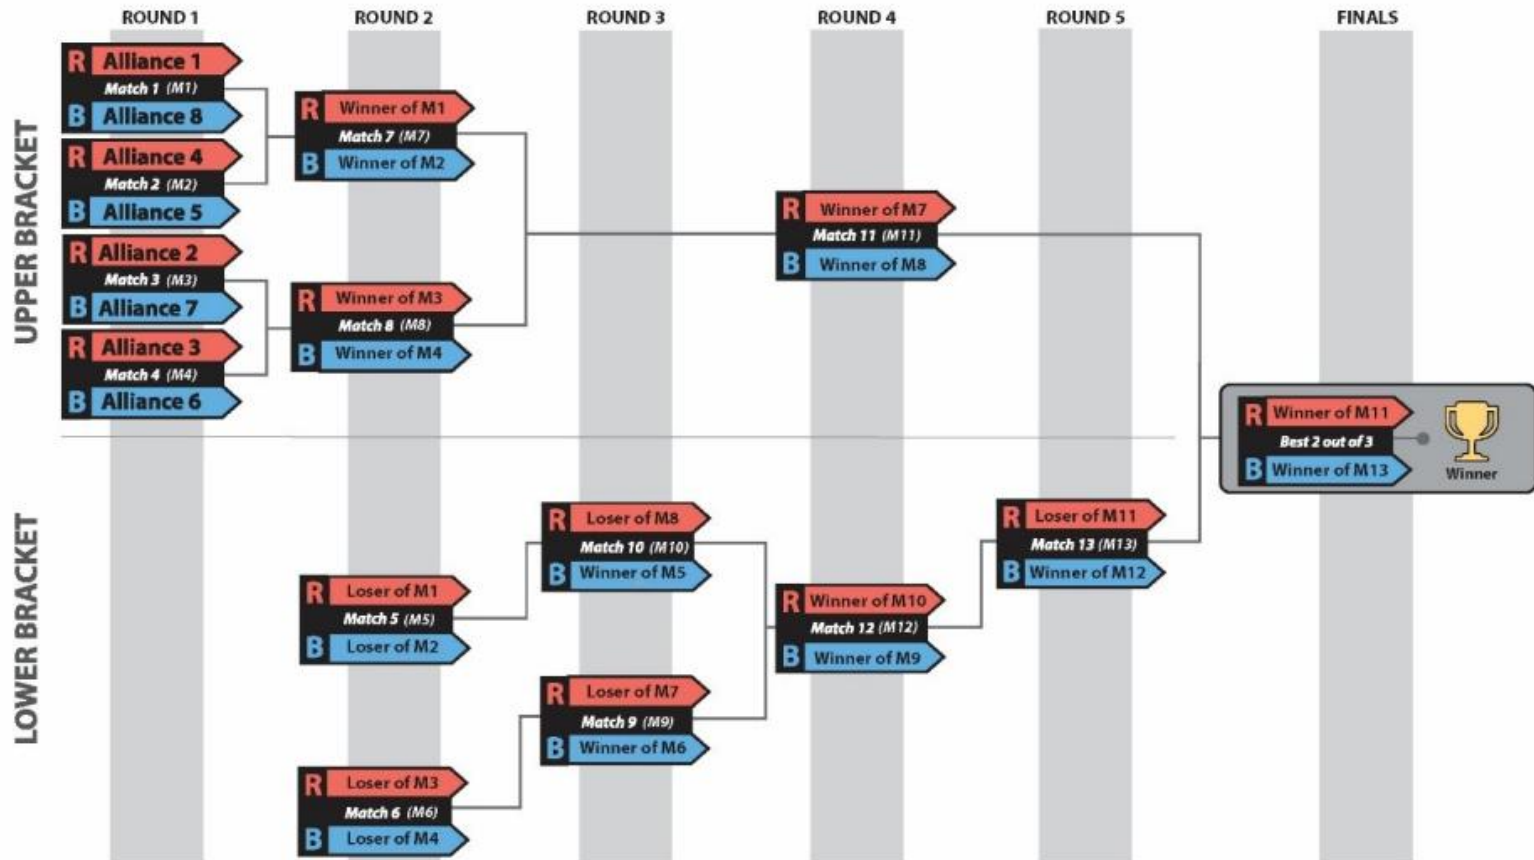 ROUND 1
ROUND 2
ROUND 3
ROUND 4
ROUND 5
FINALS
UPPER BRACKET
R Alliance 1
Match 1 (M1)
B Alliance 8
R Alliance 4
Match 2 (M2)
B Alliance 5
R Alliance 2
Match 3 (M3)
B Alliance 7
R Alliance 3
Match 4 (M4)
B Alliance 6
R Winner of M1
Match 7 (M7)
B Winner of M2
R Winner of M3
Match 8 (M8)
B Winner of M4
R Winner of M7
Match 11 (M11)
B Winner of M8
R Winner of M11
Best 2 out of 3
B Winner of M13
Winner
LOWER BRACKET
R Loser of M1
Match 5 (M5)
B Loser of M2
R Loser of M3
Match 6 (M6)
B Loser of M4
R Loser of M8
Match 10 (M10)
B Winner of M5
R Loser of M7
Match 9 (M9)
B Winner of M6
R Winner of M10
Match 12 (M12)
B Winner of M9
R Loser of M11
Match 13 (M13)
B Winner of M12